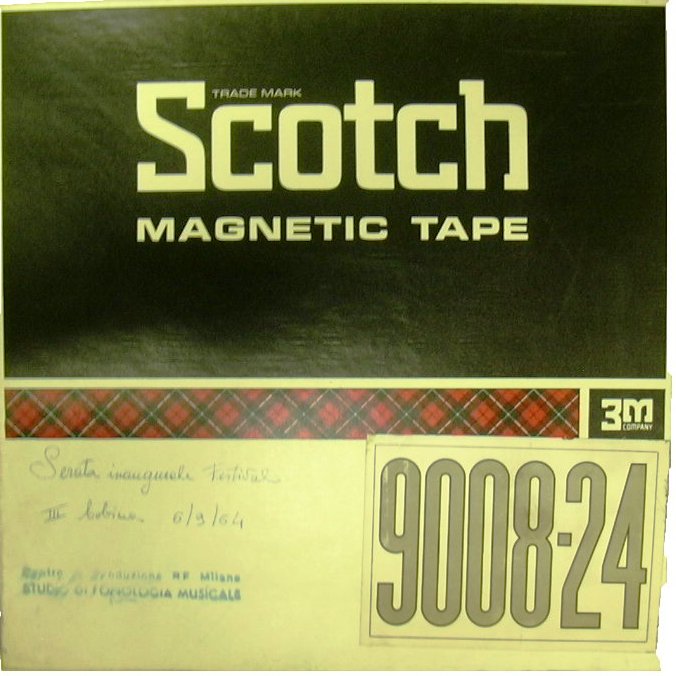 TRADE MARK
Scotch
MAGNETIC TAPE
3M
COMPANY
Serata inaugurale Festival
III bobina 6/9/64
9008-24
Centro di Produzione RF Milano
STUDIO DI FONOLOGIA MUSICALE